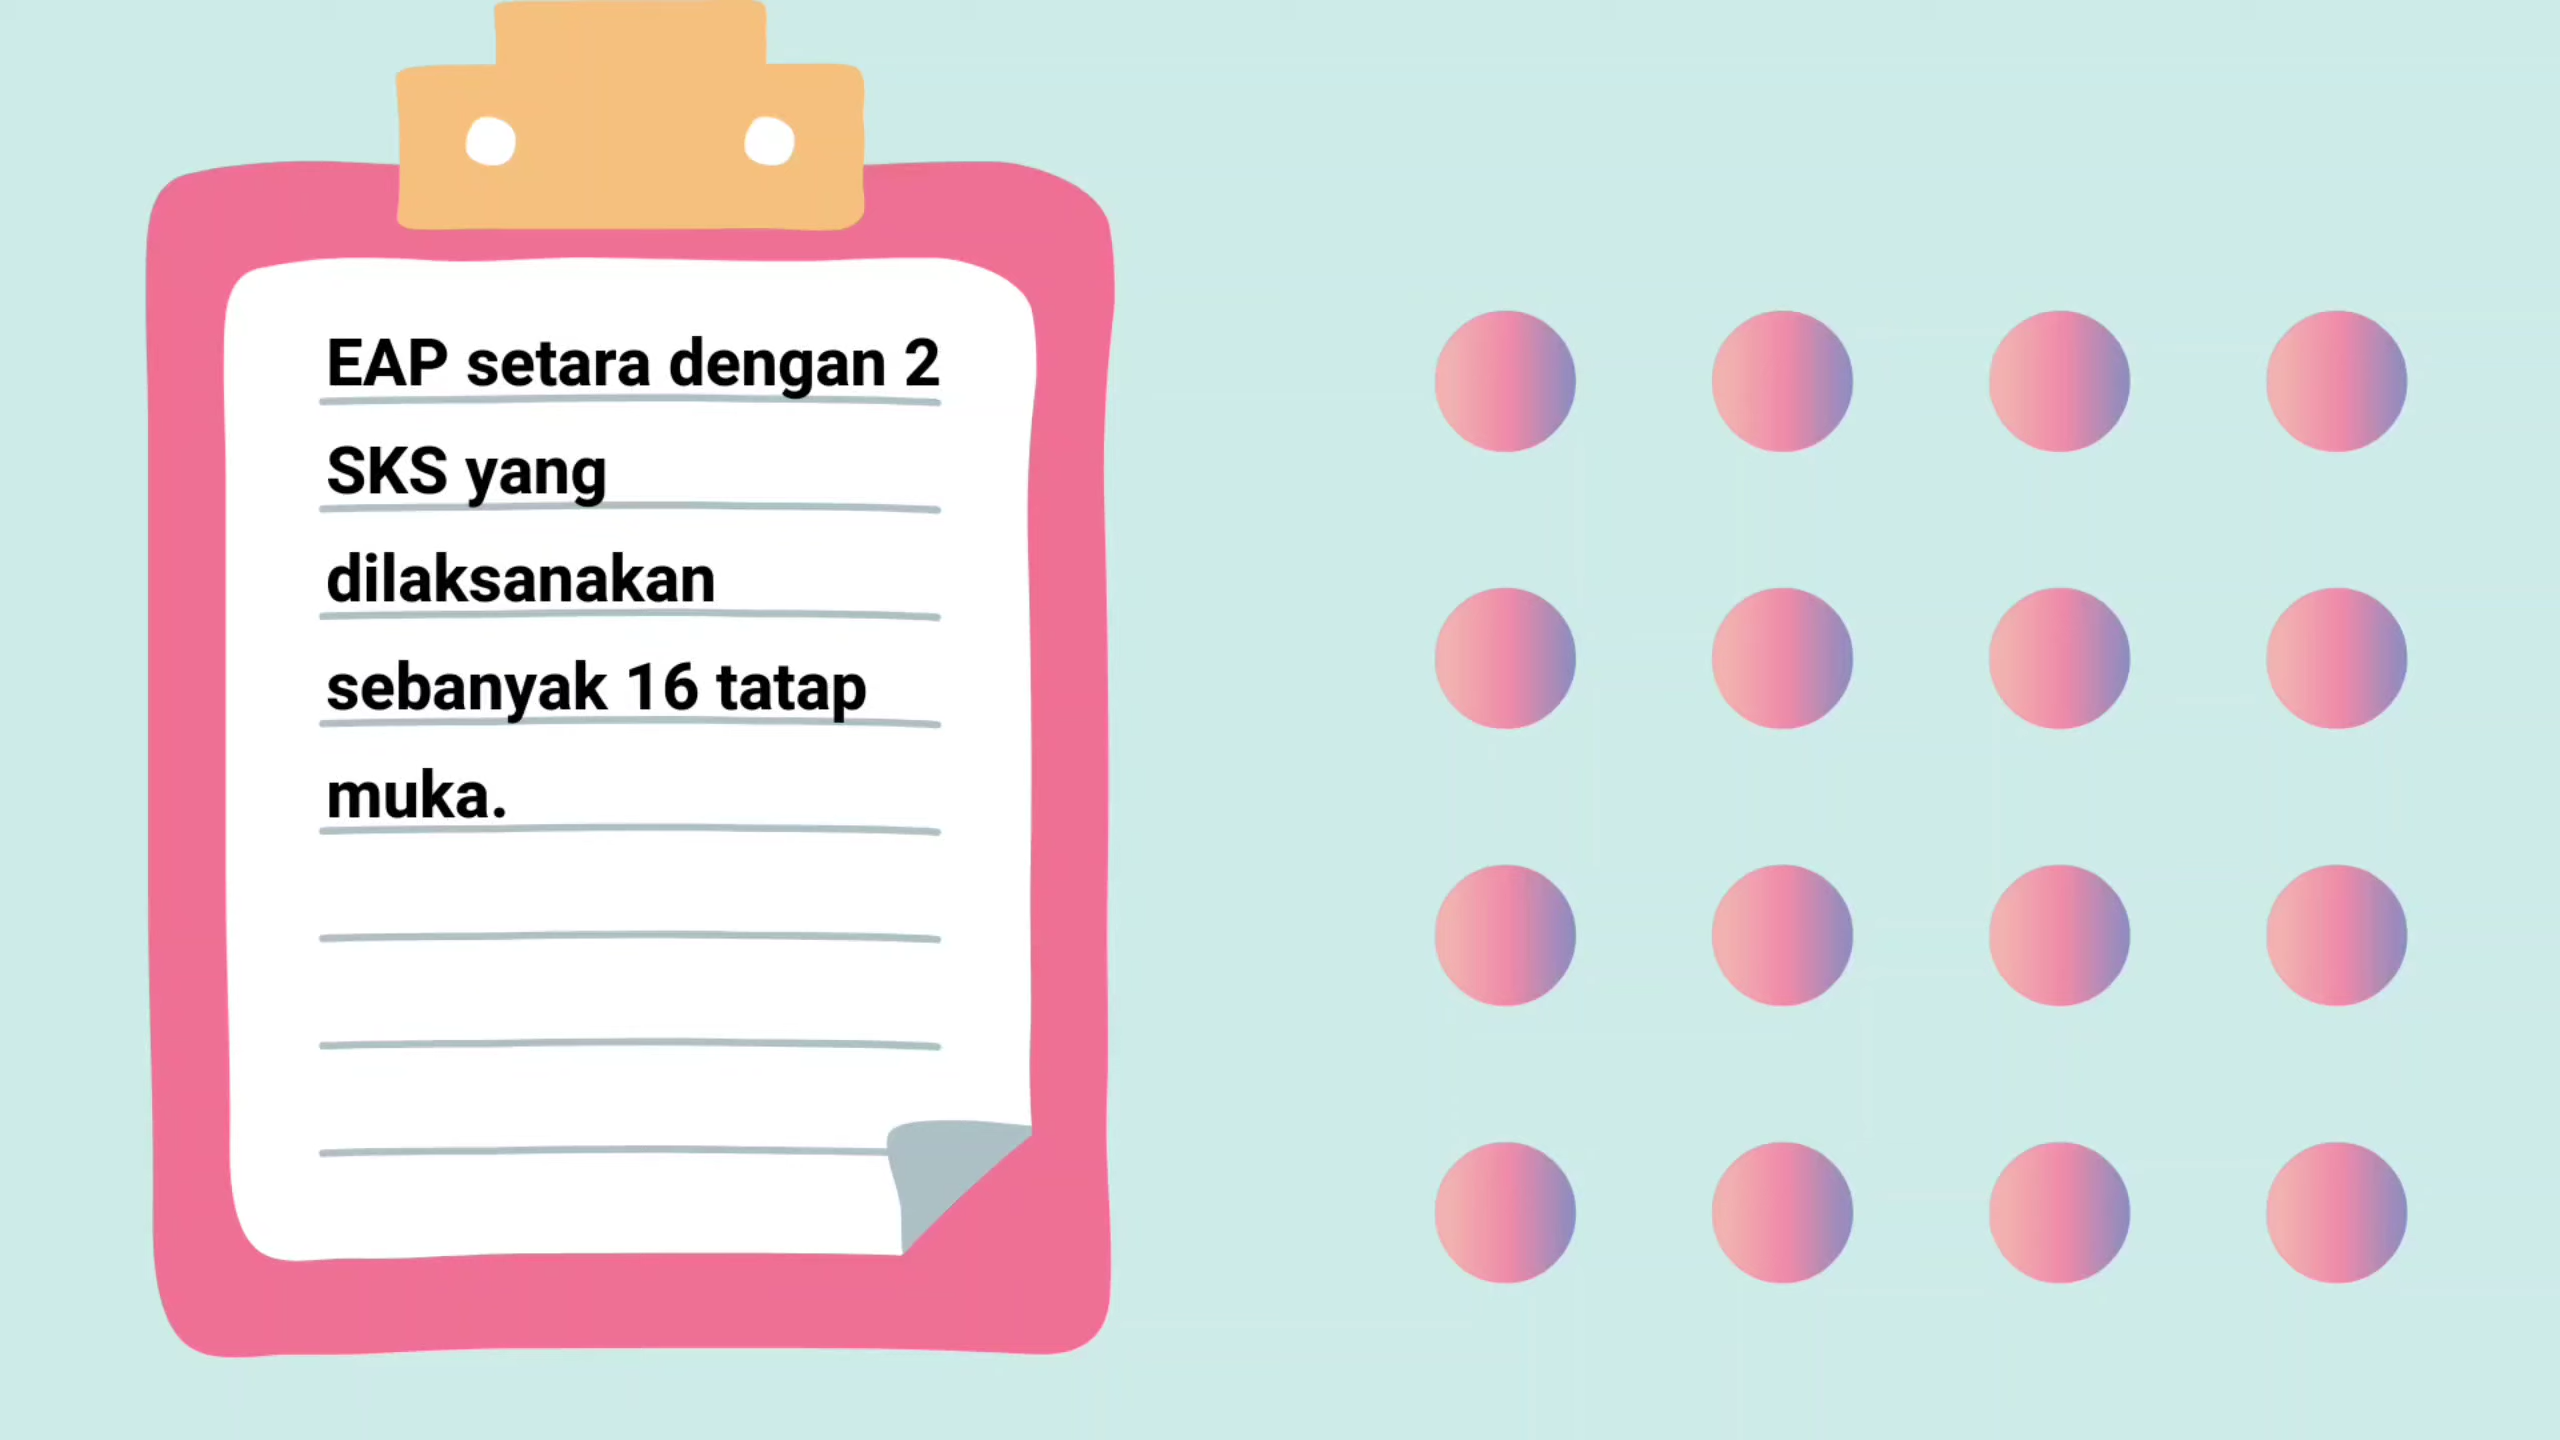 EAP setara dengan 2
SKS yang
dilaksanakan
sebanyak 16 tatap
muka.